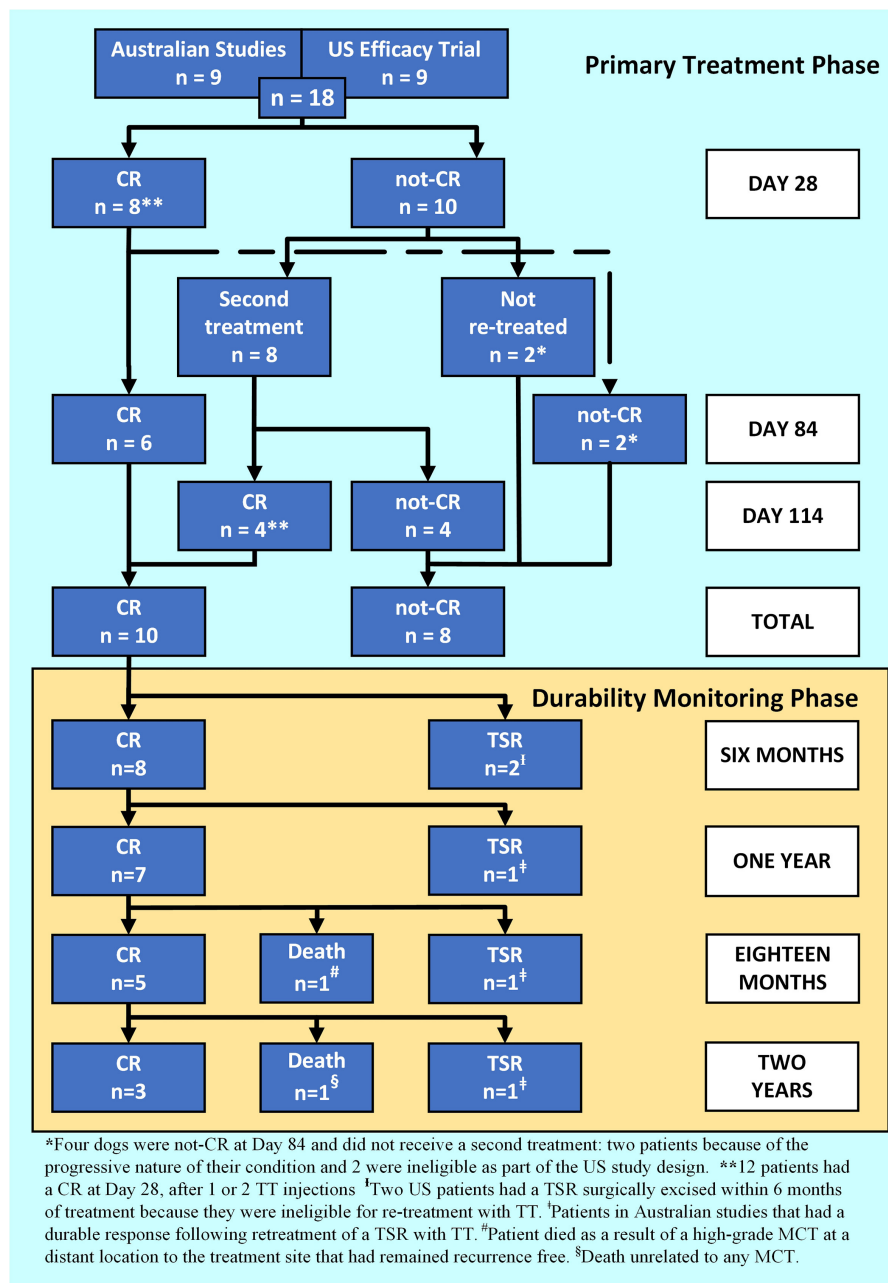 Australian Studies
n = 9
US Efficacy Trial
n = 9
n = 18
Primary Treatment Phase
CR
n = 8**
not-CR
n = 10
DAY 28
Second
treatment
n = 8
Not
re-treated
n = 2*
CR
n = 6
not-CR
n = 2*
DAY 84
CR
n = 4**
not-CR
n = 4
DAY 114
CR
n = 10
not-CR
n = 8
TOTAL
Durability Monitoring Phase
CR
n=8
TSR
n=2ƚ
SIX MONTHS
CR
n=7
TSR
n=1ǂ
ONE YEAR
CR
n=5
Death
n=1#
TSR
n=1ǂ
EIGHTEEN
MONTHS
CR
n=3
Death
n=1§
TSR
n=1ǂ
TWO
YEARS
*Four dogs were not-CR at Day 84 and did not receive a second treatment: two patients because of the
progressive nature of their condition and 2 were ineligible as part of the US study design. **12 patients had
a CR at Day 28, after 1 or 2 TT injections ƚTwo US patients had a TSR surgically excised within 6 months
of treatment because they were ineligible for re-treatment with TT. ǂPatients in Australian studies that had a
durable response following retreatment of a TSR with TT. #Patient died as a result of a high-grade MCT at a
distant location to the treatment site that had remained recurrence free. §Death unrelated to any MCT.